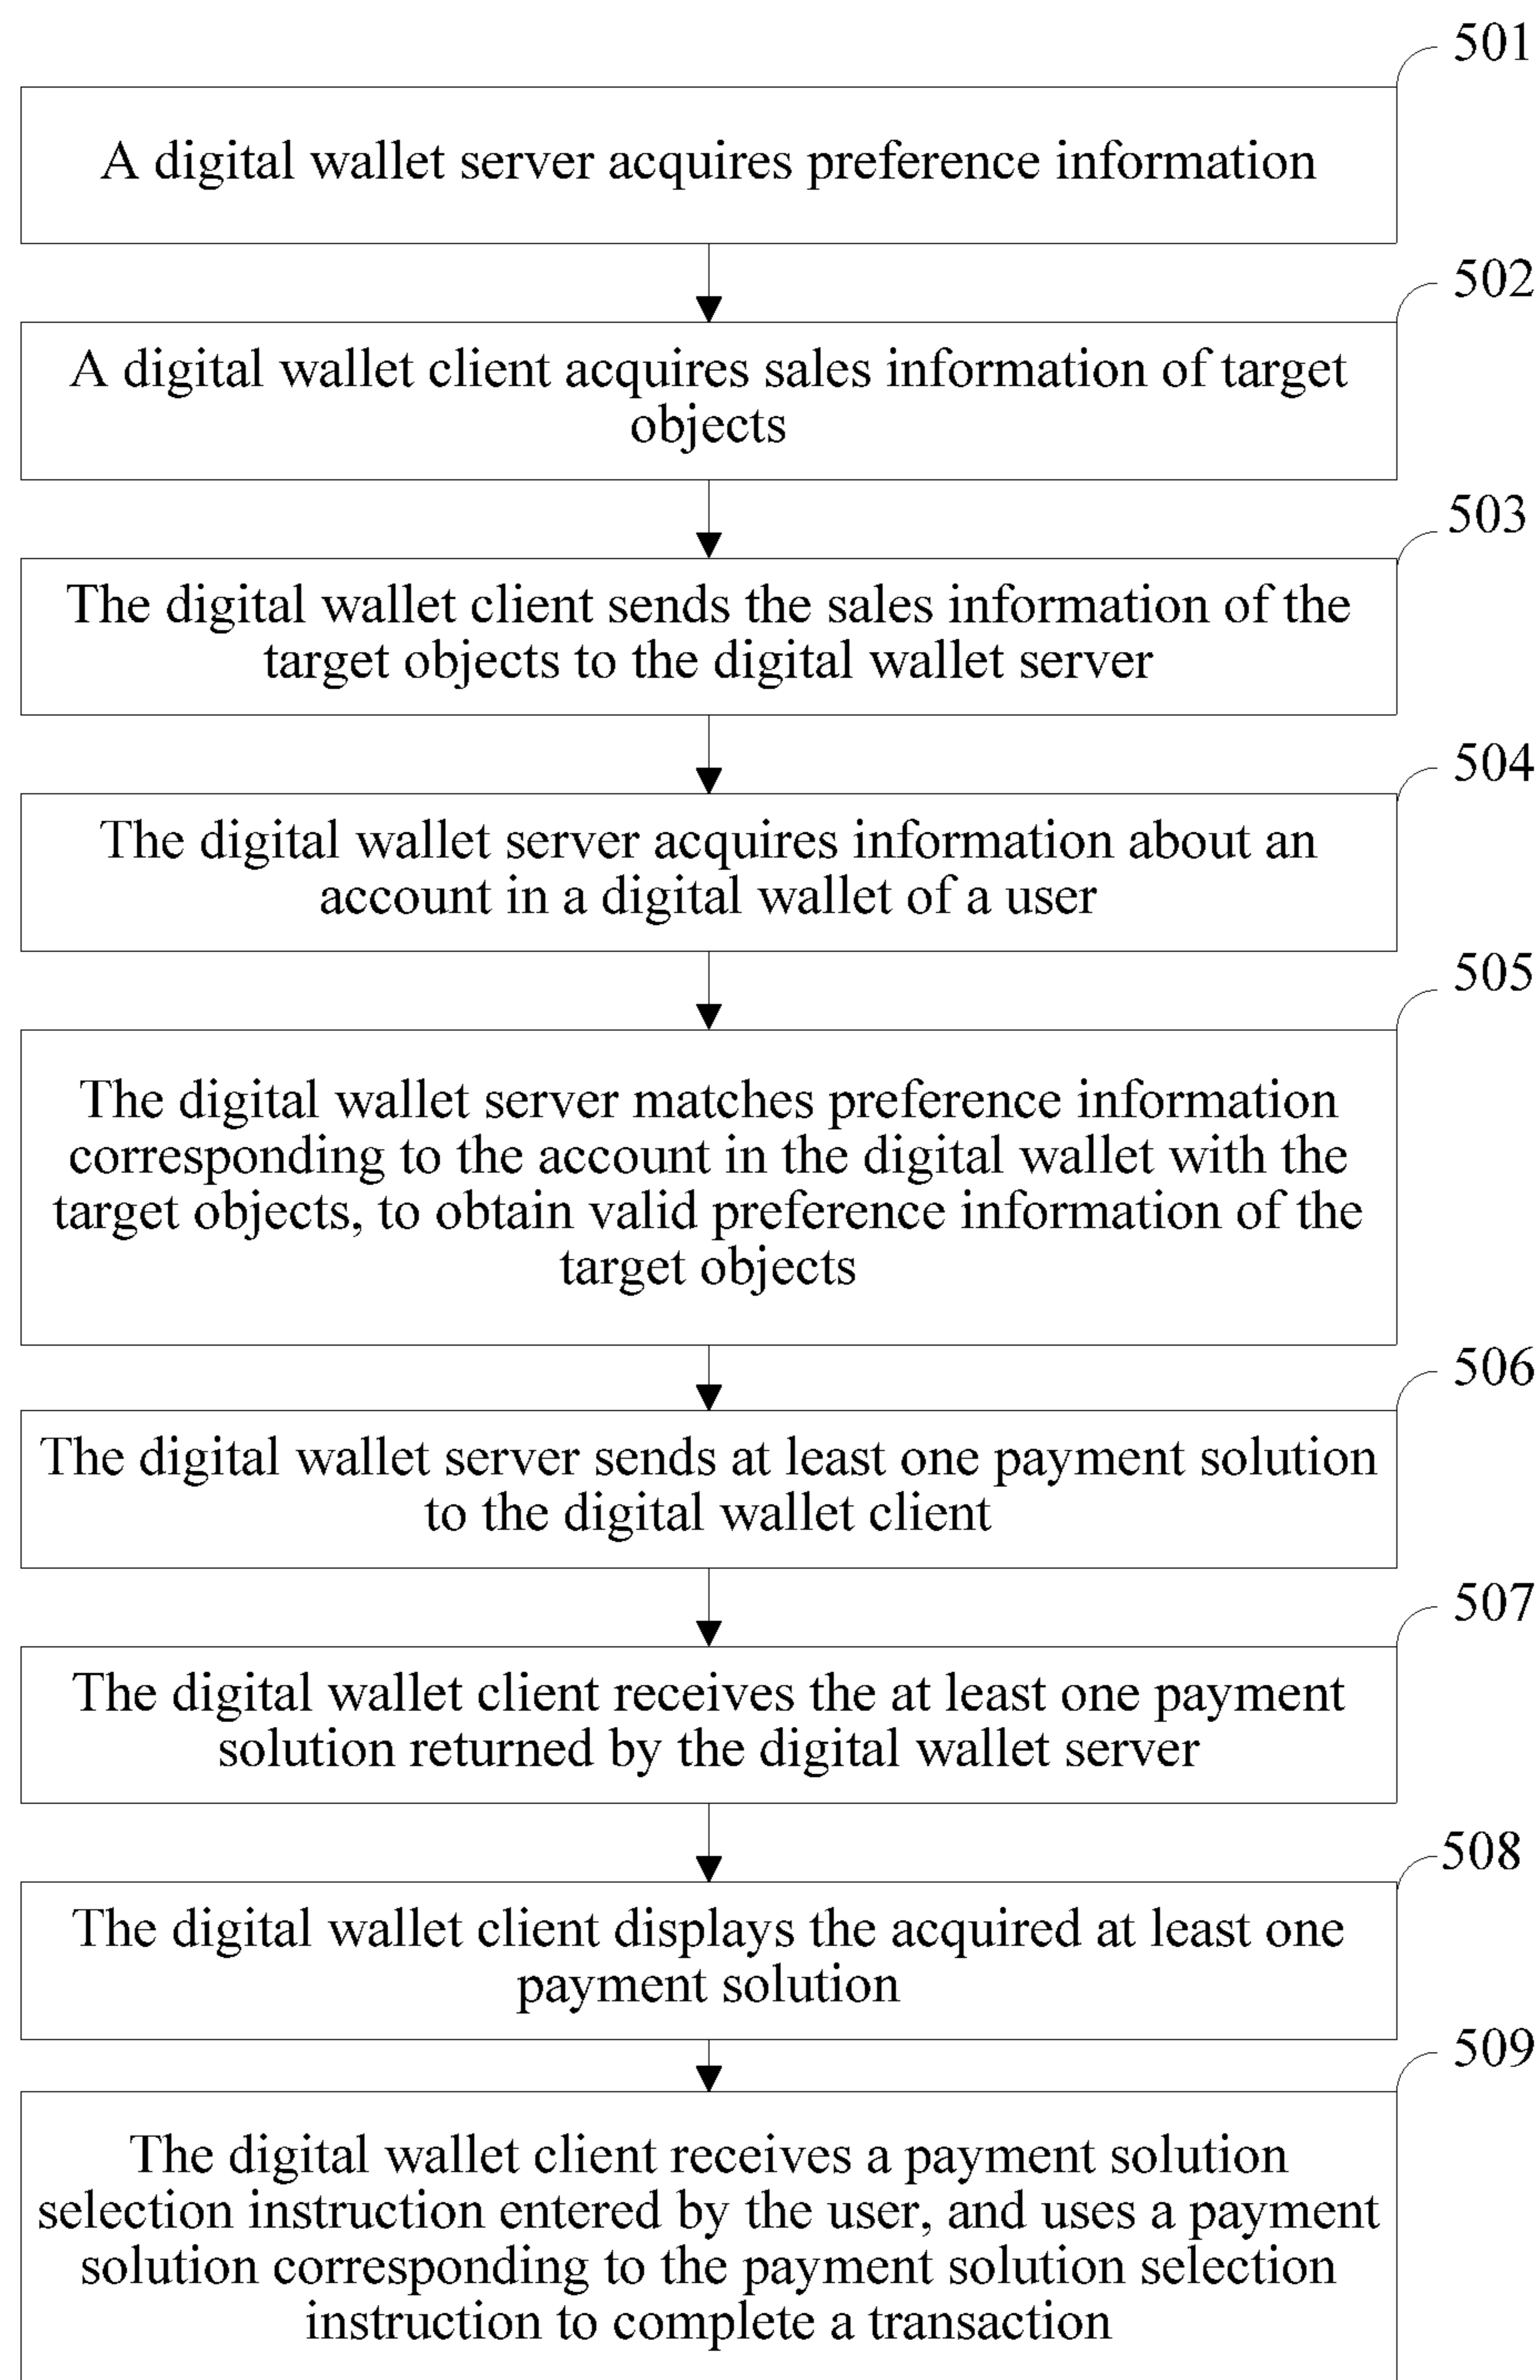 501
A digital wallet server acquires preference information
502
A digital wallet client acquires sales information of target
objects
503
The digital wallet client sends the sales information of the
target objects to the digital wallet server
504
The digital wallet server acquires information about an
account in a digital wallet of a user
505
The digital wallet server matches preference information
corresponding to the account in the digital wallet with the
target objects, to obtain valid preference information of the
target objects
506
The digital wallet server sends at least one payment solution
to the digital wallet client
507
The digital wallet client receives the at least one payment
solution returned by the digital wallet server
508
The digital wallet client displays the acquired at least one
payment solution
509
The digital wallet client receives a payment solution
selection instruction entered by the user, and uses a payment
solution corresponding to the payment solution selection
instruction to complete a transaction